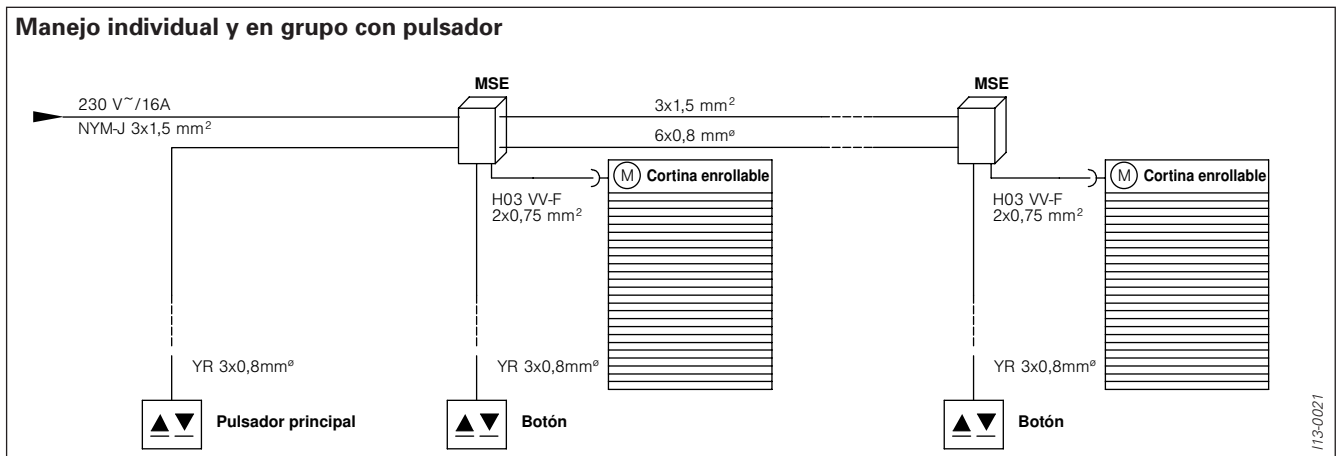 Manejo individual y en grupo con pulsador
MSE
MSE
230 V~/16A
NYM-J 3x1,5 mm²
3x1,5 mm²
6x0,8 mmø
M Cortina enrollable
M Cortina enrollable
H03 VV-F
2x0,75 mm²
H03 VV-F
2x0,75 mm²
YR 3x0,8mmø
YR 3x0,8mmø
YR 3x0,8mmø
Pulsador principal
Botón
Botón
I13-0021